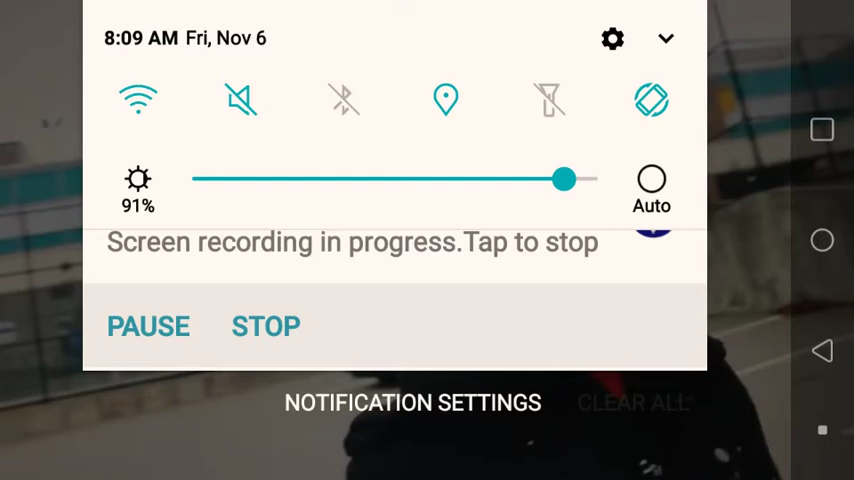 8:09 AM Fri, Nov 6
91%
Auto
Screen recording in progress.Tap to stop
PAUSE STOP
NOTIFICATION SETTINGS CLEAR ALL